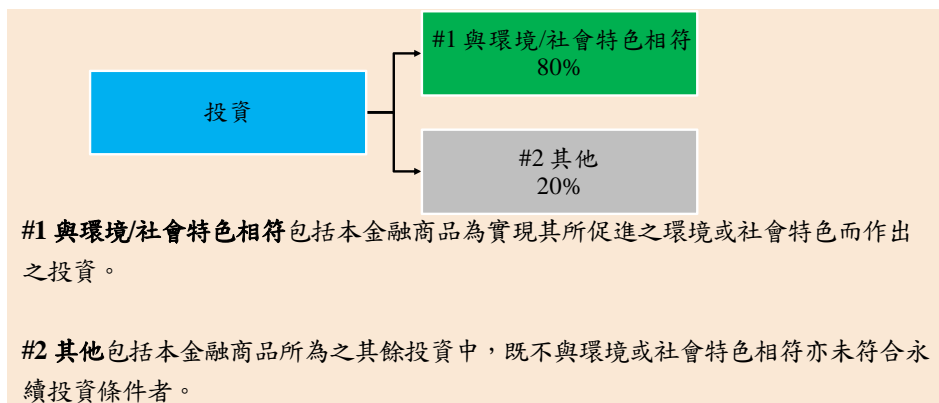 #1 與環境/社會特色相符
80%
投資
#2 其他
20%
#1 與環境/社會特色相符包括本金融商品為實現其所促進之環境或社會特色而作出
之投資。
#2 其他包括本金融商品所為之其餘投資中，既不與環境或社會特色相符亦未符合永
續投資條件者。